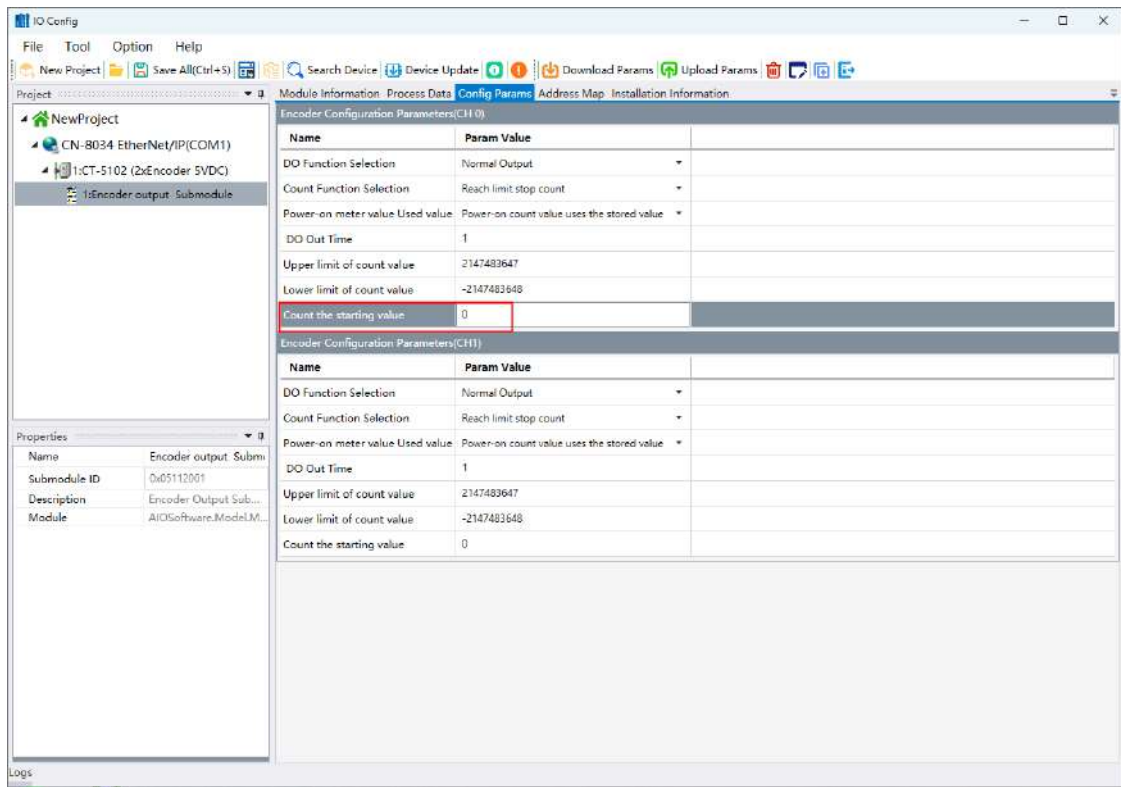 IO Config
File Tool Option Help
New Project Save All(Ctrl+S) Search Device Device Update Download Params Upload Params
Project
Module Information Process Data Config Params Address Map Installation Information
NewProject
CN-8034 EtherNet/IP(COM1)
1:CT-5102 (2xEncoder 5VDC)
1:Encoder output Submodule
Encoder Configuration Parameters(CH 0)
Name Param Value
DO Function Selection Normal Output
Count Function Selection Reach limit stop count
Power-on meter value Used value Power-on count value uses the stored value
DO Out Time 1
Upper limit of count value 2147483647
Lower limit of count value -2147483648
Count the starting value 0
Encoder Configuration Parameters(CH1)
Name Param Value
DO Function Selection Normal Output
Count Function Selection Reach limit stop count
Power-on meter value Used value Power-on count value uses the stored value
DO Out Time 1
Upper limit of count value 2147483647
Lower limit of count value -2147483648
Count the starting value 0
Properties
Name Encoder output Subm
Submodule ID 0x05112001
Description Encoder Output Sub...
Module AIOSoftware.Model.M...
Logs